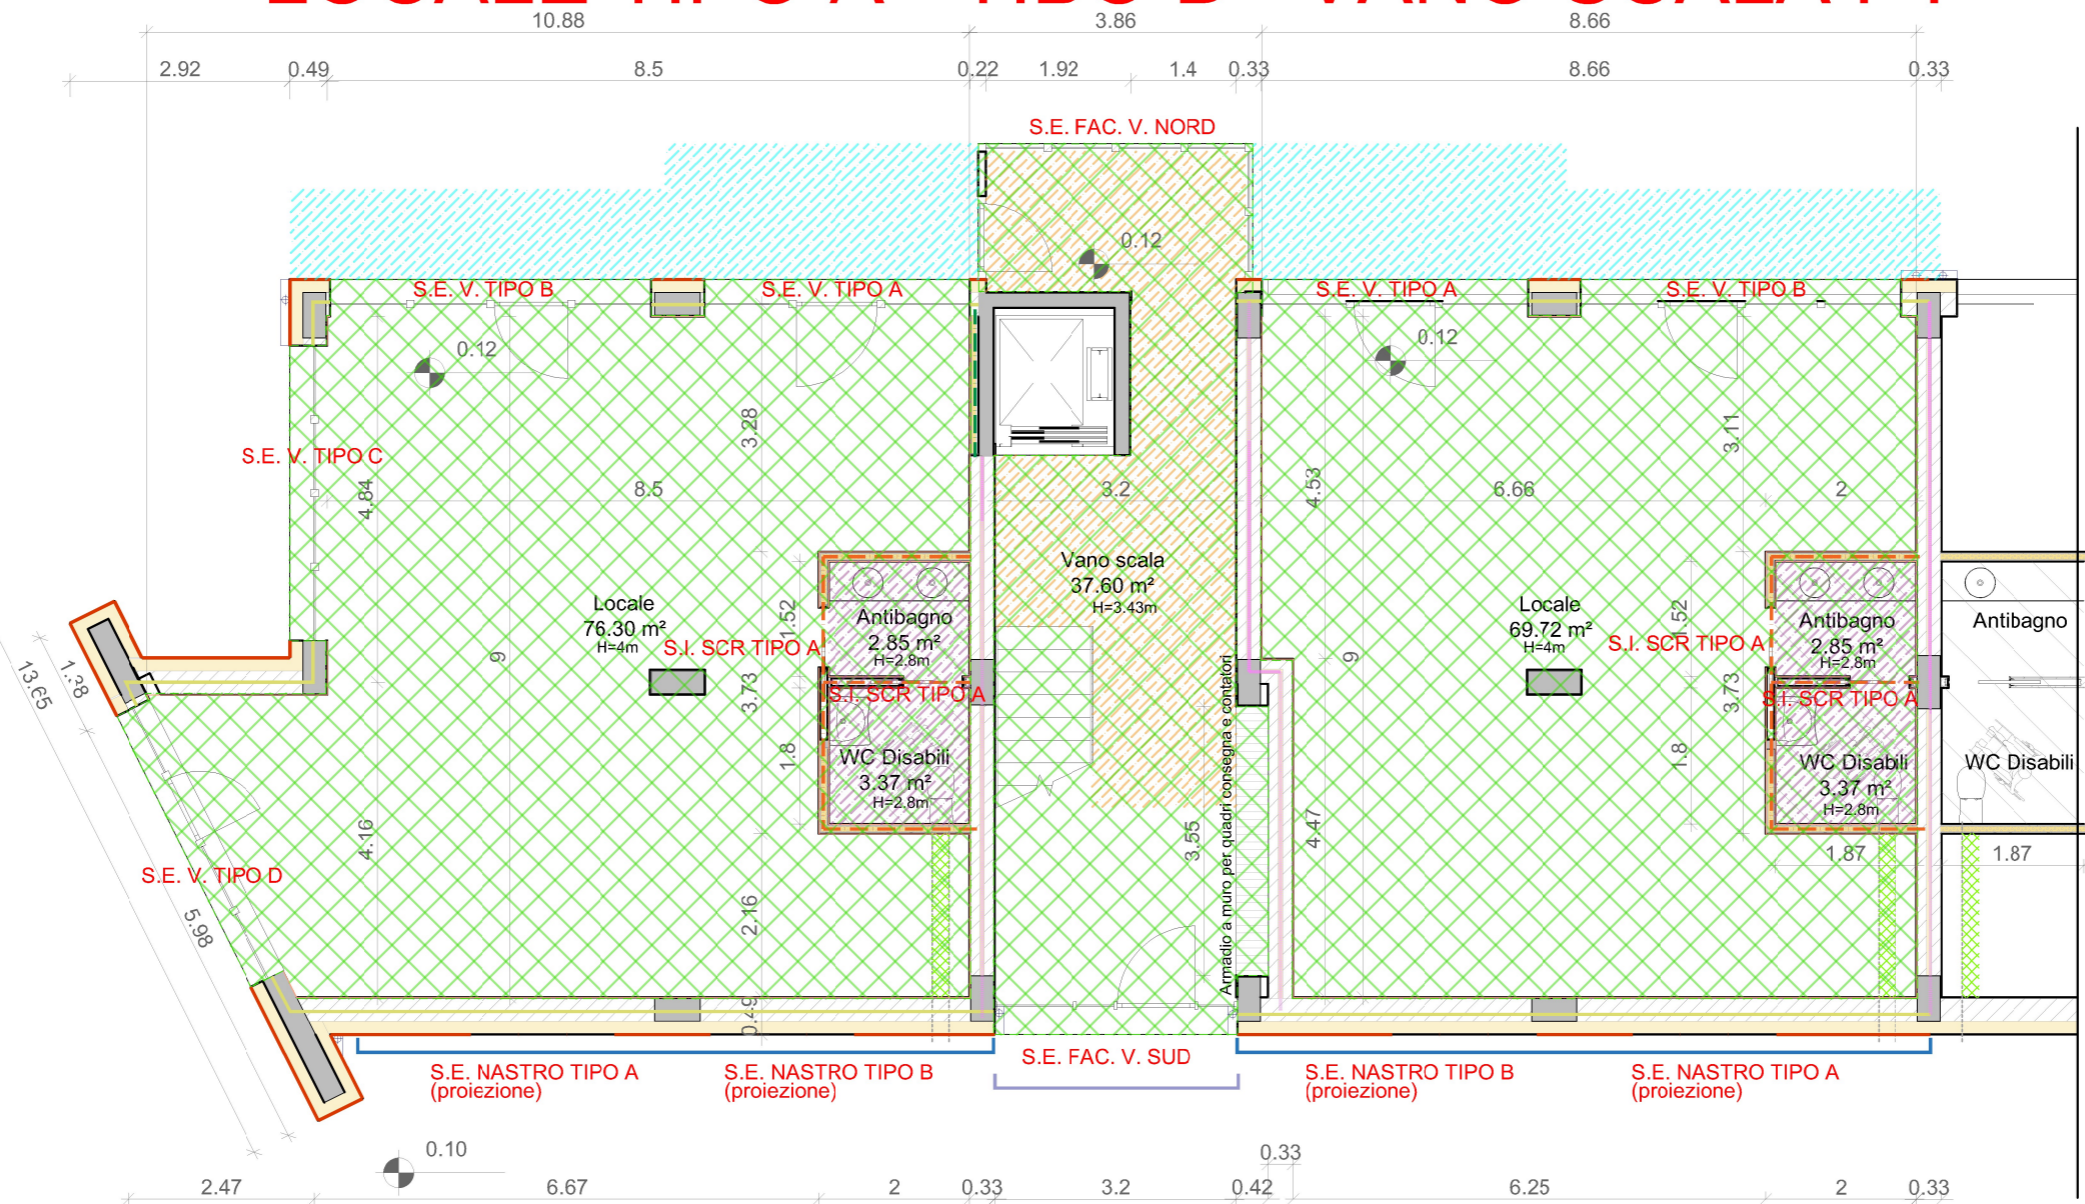 10.88
3.86
8.66
2.92
0.49
8.5
0.22
1.92
1.4
0.33
8.66
0.33
S.E. FAC. V. NORD
0.12
S.E. V. TIPO B
S.E. V. TIPO A
S.E. V. TIPO A
S.E. V. TIPO B
0.12
0.12
3.28
3.11
S.E. V. TIPO C
4.84
8.5
3.2
4.53
6.66
2
Vano scala
37.60 m²
H=3.43m
Locale
76.30 m²
H=4m
1.52
Antibagno
2.85 m²
H=2.8m
S.I. SCR TIPO A
Locale
69.72 m²
H=4m
1.52
Antibagno
2.85 m²
H=2.8m
S.I. SCR TIPO A
Antibagno
9
9
13.65
1.38
3.73
S.I. SCR TIPO A
3.73
S.I. SCR TIPO A
1.8
WC Disabili
3.37 m²
H=2.8m
1.8
WC Disabili
3.37 m²
H=2.8m
WC Disabili
Armadio a muro per quadri consegna e contatori
4.16
3.55
4.47
1.87
1.87
S.E. V. TIPO D
5.98
2.16
0.49
S.E. FAC. V. SUD
S.E. NASTRO TIPO A
(proiezione)
S.E. NASTRO TIPO B
(proiezione)
S.E. NASTRO TIPO B
(proiezione)
S.E. NASTRO TIPO A
(proiezione)
0.10
0.33
2.47
6.67
2
0.33
3.2
0.42
6.25
2
0.33